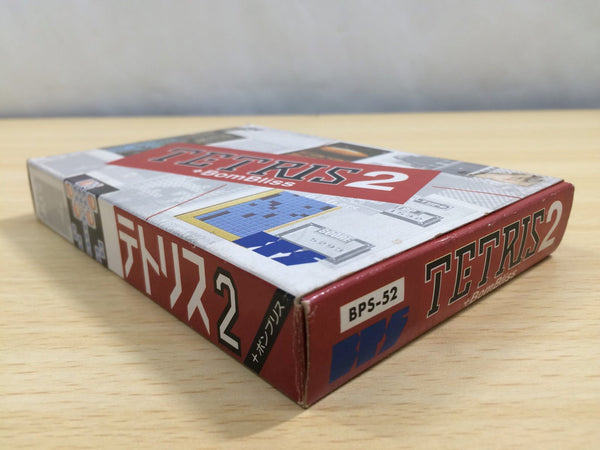 TETRIS 2
+BomBliss
BPS
テトリス2
+ボンブリス
BPS-52
BPS
TETRIS 2
+BomBliss